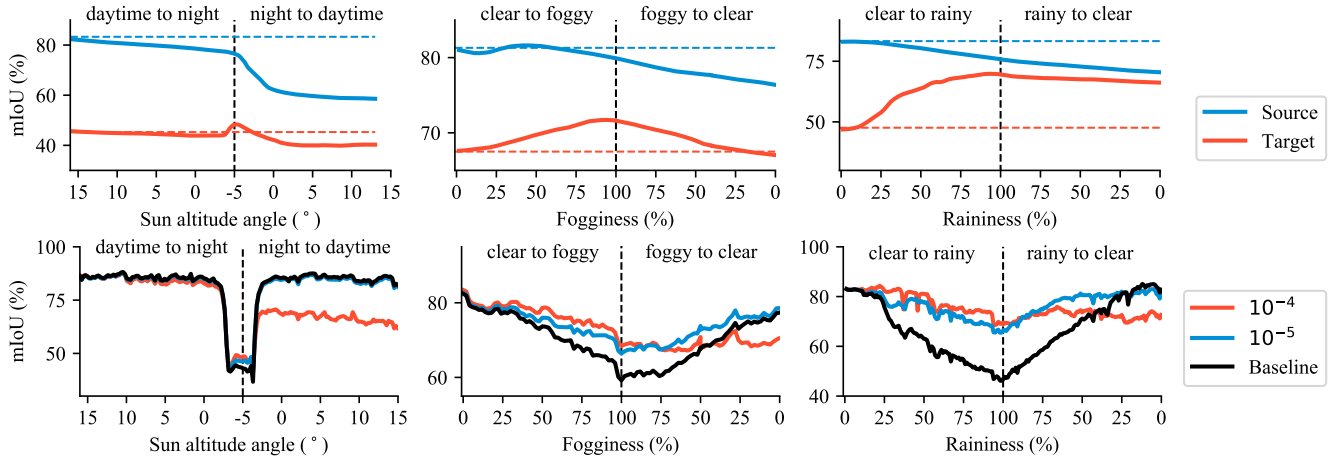 daytime to night night to daytime
80
60
40
mIoU (%)
15 10 5 0 -5 0 5 10 15
Sun altitude angle ( ° )
clear to foggy foggy to clear
80
70
0 25 50 75 100 75 50 25 0
Fogginess (%)
clear to rainy rainy to clear
75
50
0 25 50 75 100 75 50 25 0
Raininess (%)
Source
Target
daytime to night night to daytime
100
75
50
mIoU (%)
15 10 5 0 -5 0 5 10 15
Sun altitude angle ( ° )
clear to foggy foggy to clear
80
60
0 25 50 75 100 75 50 25 0
Fogginess (%)
clear to rainy rainy to clear
100
80
60
40
0 25 50 75 100 75 50 25 0
Raininess (%)
10⁻⁴
10⁻⁵
Baseline